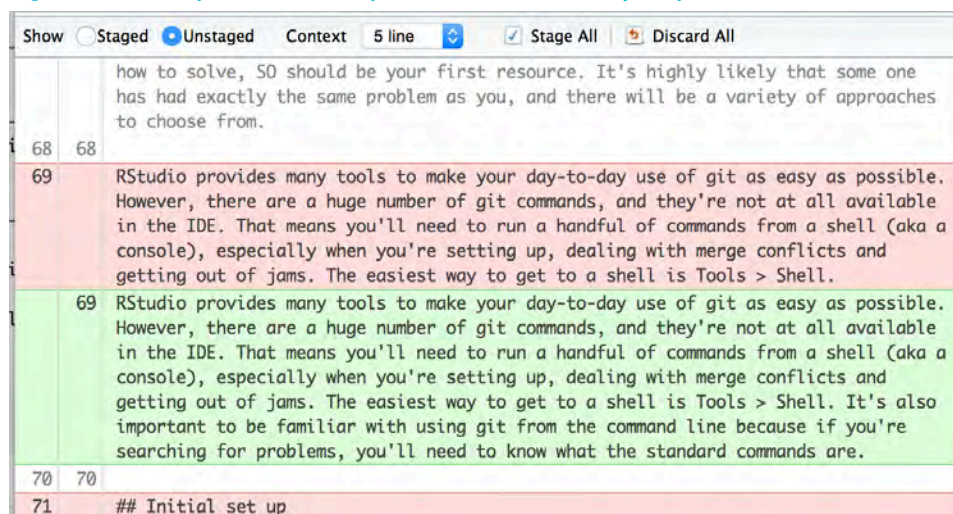 Show Staged Unstaged Context 5 line Stage All Discard All
how to solve, SO should be your first resource. It's highly likely that some one
has had exactly the same problem as you, and there will be a variety of approaches
to choose from.
68 68
69 RStudio provides many tools to make your day-to-day use of git as easy as possible.
However, there are a huge number of git commands, and they're not at all available
in the IDE. That means you'll need to run a handful of commands from a shell (aka a
console), especially when you're setting up, dealing with merge conflicts and
getting out of jams. The easiest way to get to a shell is Tools > Shell.
69 RStudio provides many tools to make your day-to-day use of git as easy as possible.
However, there are a huge number of git commands, and they're not at all available
in the IDE. That means you'll need to run a handful of commands from a shell (aka a
console), especially when you're setting up, dealing with merge conflicts and
getting out of jams. The easiest way to get to a shell is Tools > Shell. It's also
important to be familiar with using git from the command line because if you're
searching for problems, you'll need to know what the standard commands are.
70 70
71 ## Initial set up